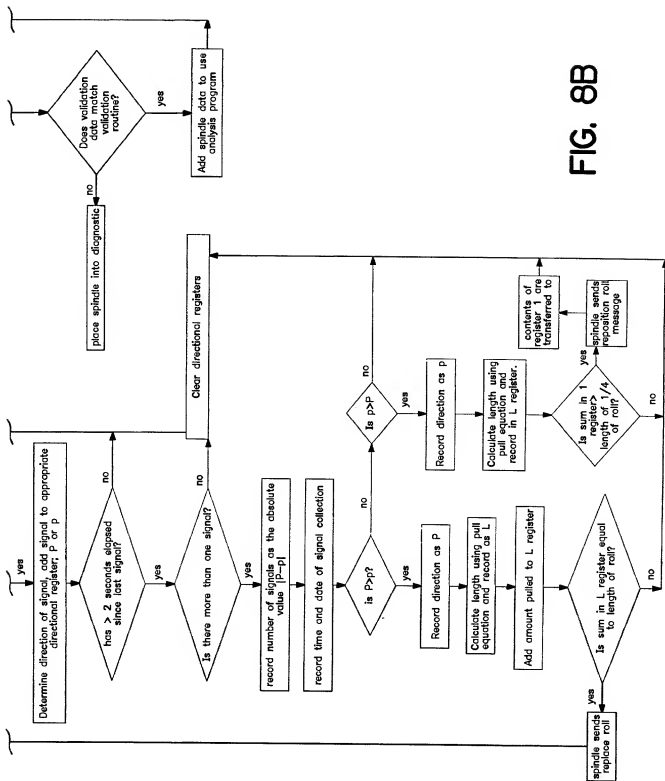 yes
Determine direction of signal, add signal to appropriate
directional register; P or p
has > 2 seconds elapsed
since last signal?
no
yes
Is there more than one signal?
no
yes
record number of signals as the absolute
value |P-p|
record time and date of signal collection
is P>p?
no
yes
Record direction as P
Calculate length using pull
equation and record as L
Add amount pulled to L register
Is sum in L register equal
to length of roll?
yes
no
spindle sends
replace roll
Is p>P
no
yes
Record direction as p
Calculate length using
pull equation and
record in L register.
Is sum in 1
register>
length of 1/4
of roll?
yes
no
spindle sends
reposition roll
message
contents of
register 1 are
transferred to
Clear directional registers
Does validation
data match
validation
routine?
no
yes
place spindle into diagnostic
Add spindle data to use
analysis program
FIG. 8B